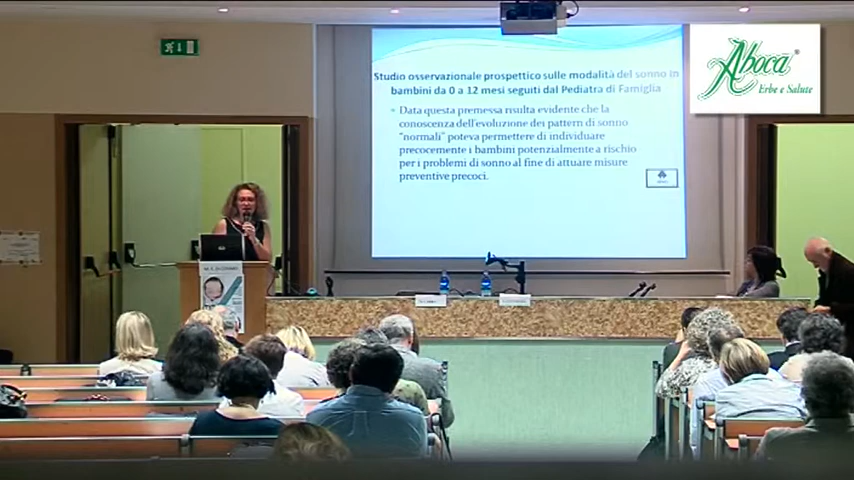 Studio osservazionale prospettico sulle modalità del sonno in
bambini da 0 a 12 mesi seguiti dal Pediatra di Famiglia
Data questa premessa risulta evidente che la
conoscenza dell'evoluzione dei pattern di sonno
"normali" poteva permettere di individuare
precocemente i bambini potenzialmente a rischio
per i problemi di sonno al fine di attuare misure
preventive precoci.
Aboca®
Erbe e Salute